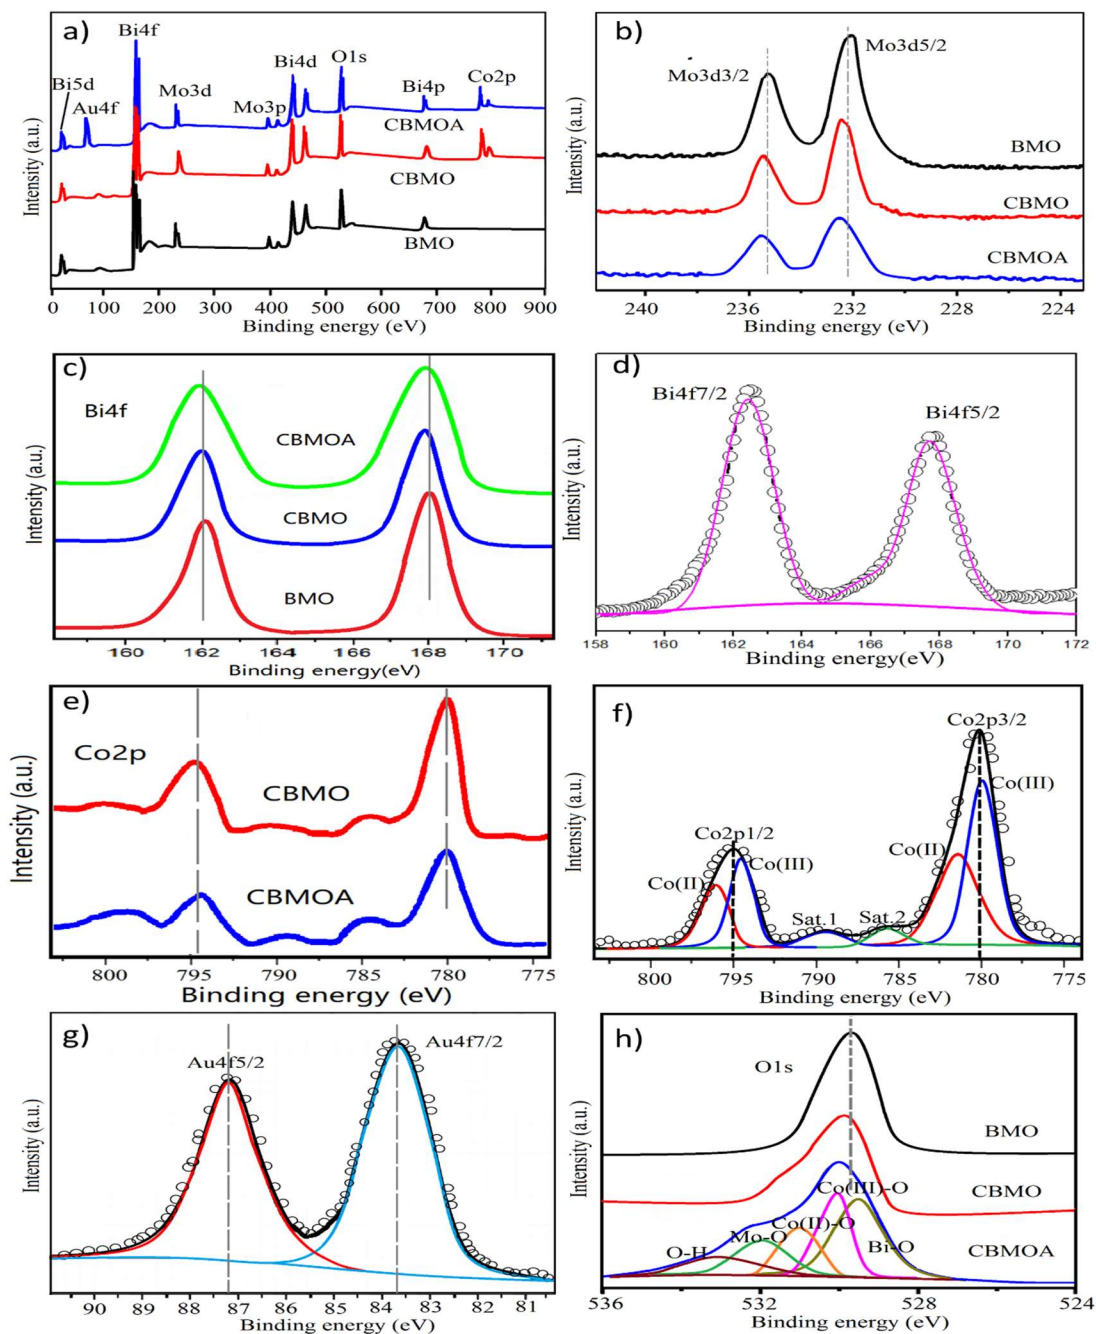 a)
Bi4f
Bi5d
Au4f
Mo3d
Mo3p
Bi4d
O1s
Bi4p
Co2p
CBMOA
CBMO
BMO
Intensity (a.u.)
0 100 200 300 400 500 600 700 800 900
Binding energy (eV)
b)
Mo3d3/2
Mo3d5/2
BMO
CBMO
CBMOA
Intensity (a.u.)
240 236 232 228 224
Binding energy (eV)
c)
Bi4f
CBMOA
CBMO
BMO
Intensity (a.u.)
160 162 164 166 168 170
Binding energy(eV)
d)
Bi4f7/2
Bi4f5/2
Intensity (a.u.)
158 160 162 164 166 168 170 172
Binding energy(eV)
e)
Co2p
CBMO
CBMOA
Intensity (a.u.)
800 795 790 785 780 775
Binding energy (eV)
f)
Co2p3/2
Co(III)
Co2p1/2
Co(II)
Co(II)
Co(III)
Sat.1
Sat.2
Intensity (a.u.)
800 795 790 785 780 775
Binding energy (eV)
g)
Au4f5/2
Au4f7/2
Intensity (a.u.)
90 89 88 87 86 85 84 83 82 81
Binding energy (eV)
h)
O1s
BMO
CBMO
Co(III)-O
Co(II)-O
Mo-O
O-H
Bi-O
CBMOA
Intensity (a.u.)
536 532 528 524
Binding energy (eV)